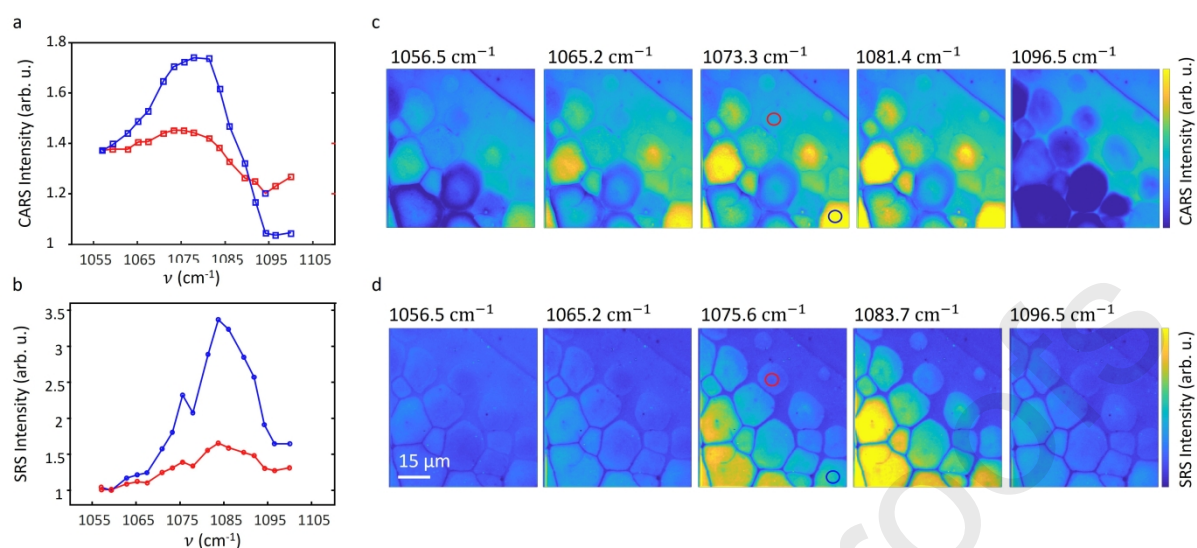 a
1.8
1.6
1.4
1.2
1
CARS Intensity (arb. u.)
1055 1065 1075 1085 1095 1105
ν (cm⁻¹)
b
3.5
3
2.5
2
1.5
1
SRS Intensity (arb. u.)
1055 1065 1075 1085 1095 1105
ν (cm⁻¹)
c
1056.5 cm⁻¹ 1065.2 cm⁻¹ 1073.3 cm⁻¹ 1081.4 cm⁻¹ 1096.5 cm⁻¹
CARS Intensity (arb. u.)
d
1056.5 cm⁻¹ 1065.2 cm⁻¹ 1075.6 cm⁻¹ 1083.7 cm⁻¹ 1096.5 cm⁻¹
15 μm
SRS Intensity (arb. u.)